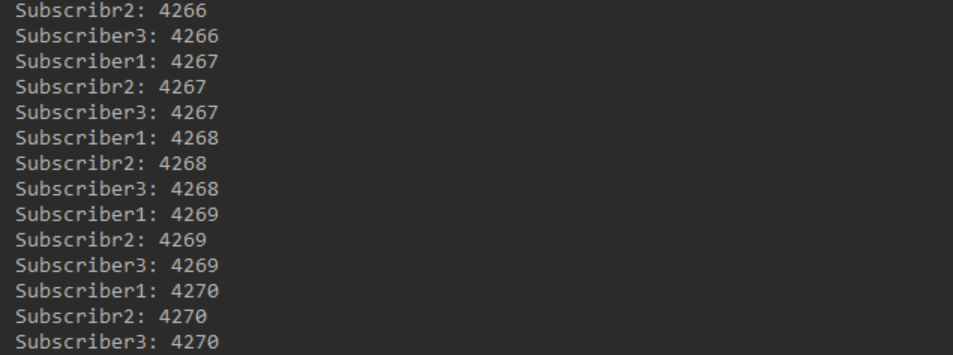 Subscribr2: 4266
Subscriber3: 4266
Subscriber1: 4267
Subscribr2: 4267
Subscriber3: 4267
Subscriber1: 4268
Subscribr2: 4268
Subscriber3: 4268
Subscriber1: 4269
Subscribr2: 4269
Subscriber3: 4269
Subscriber1: 4270
Subscribr2: 4270
Subscriber3: 4270